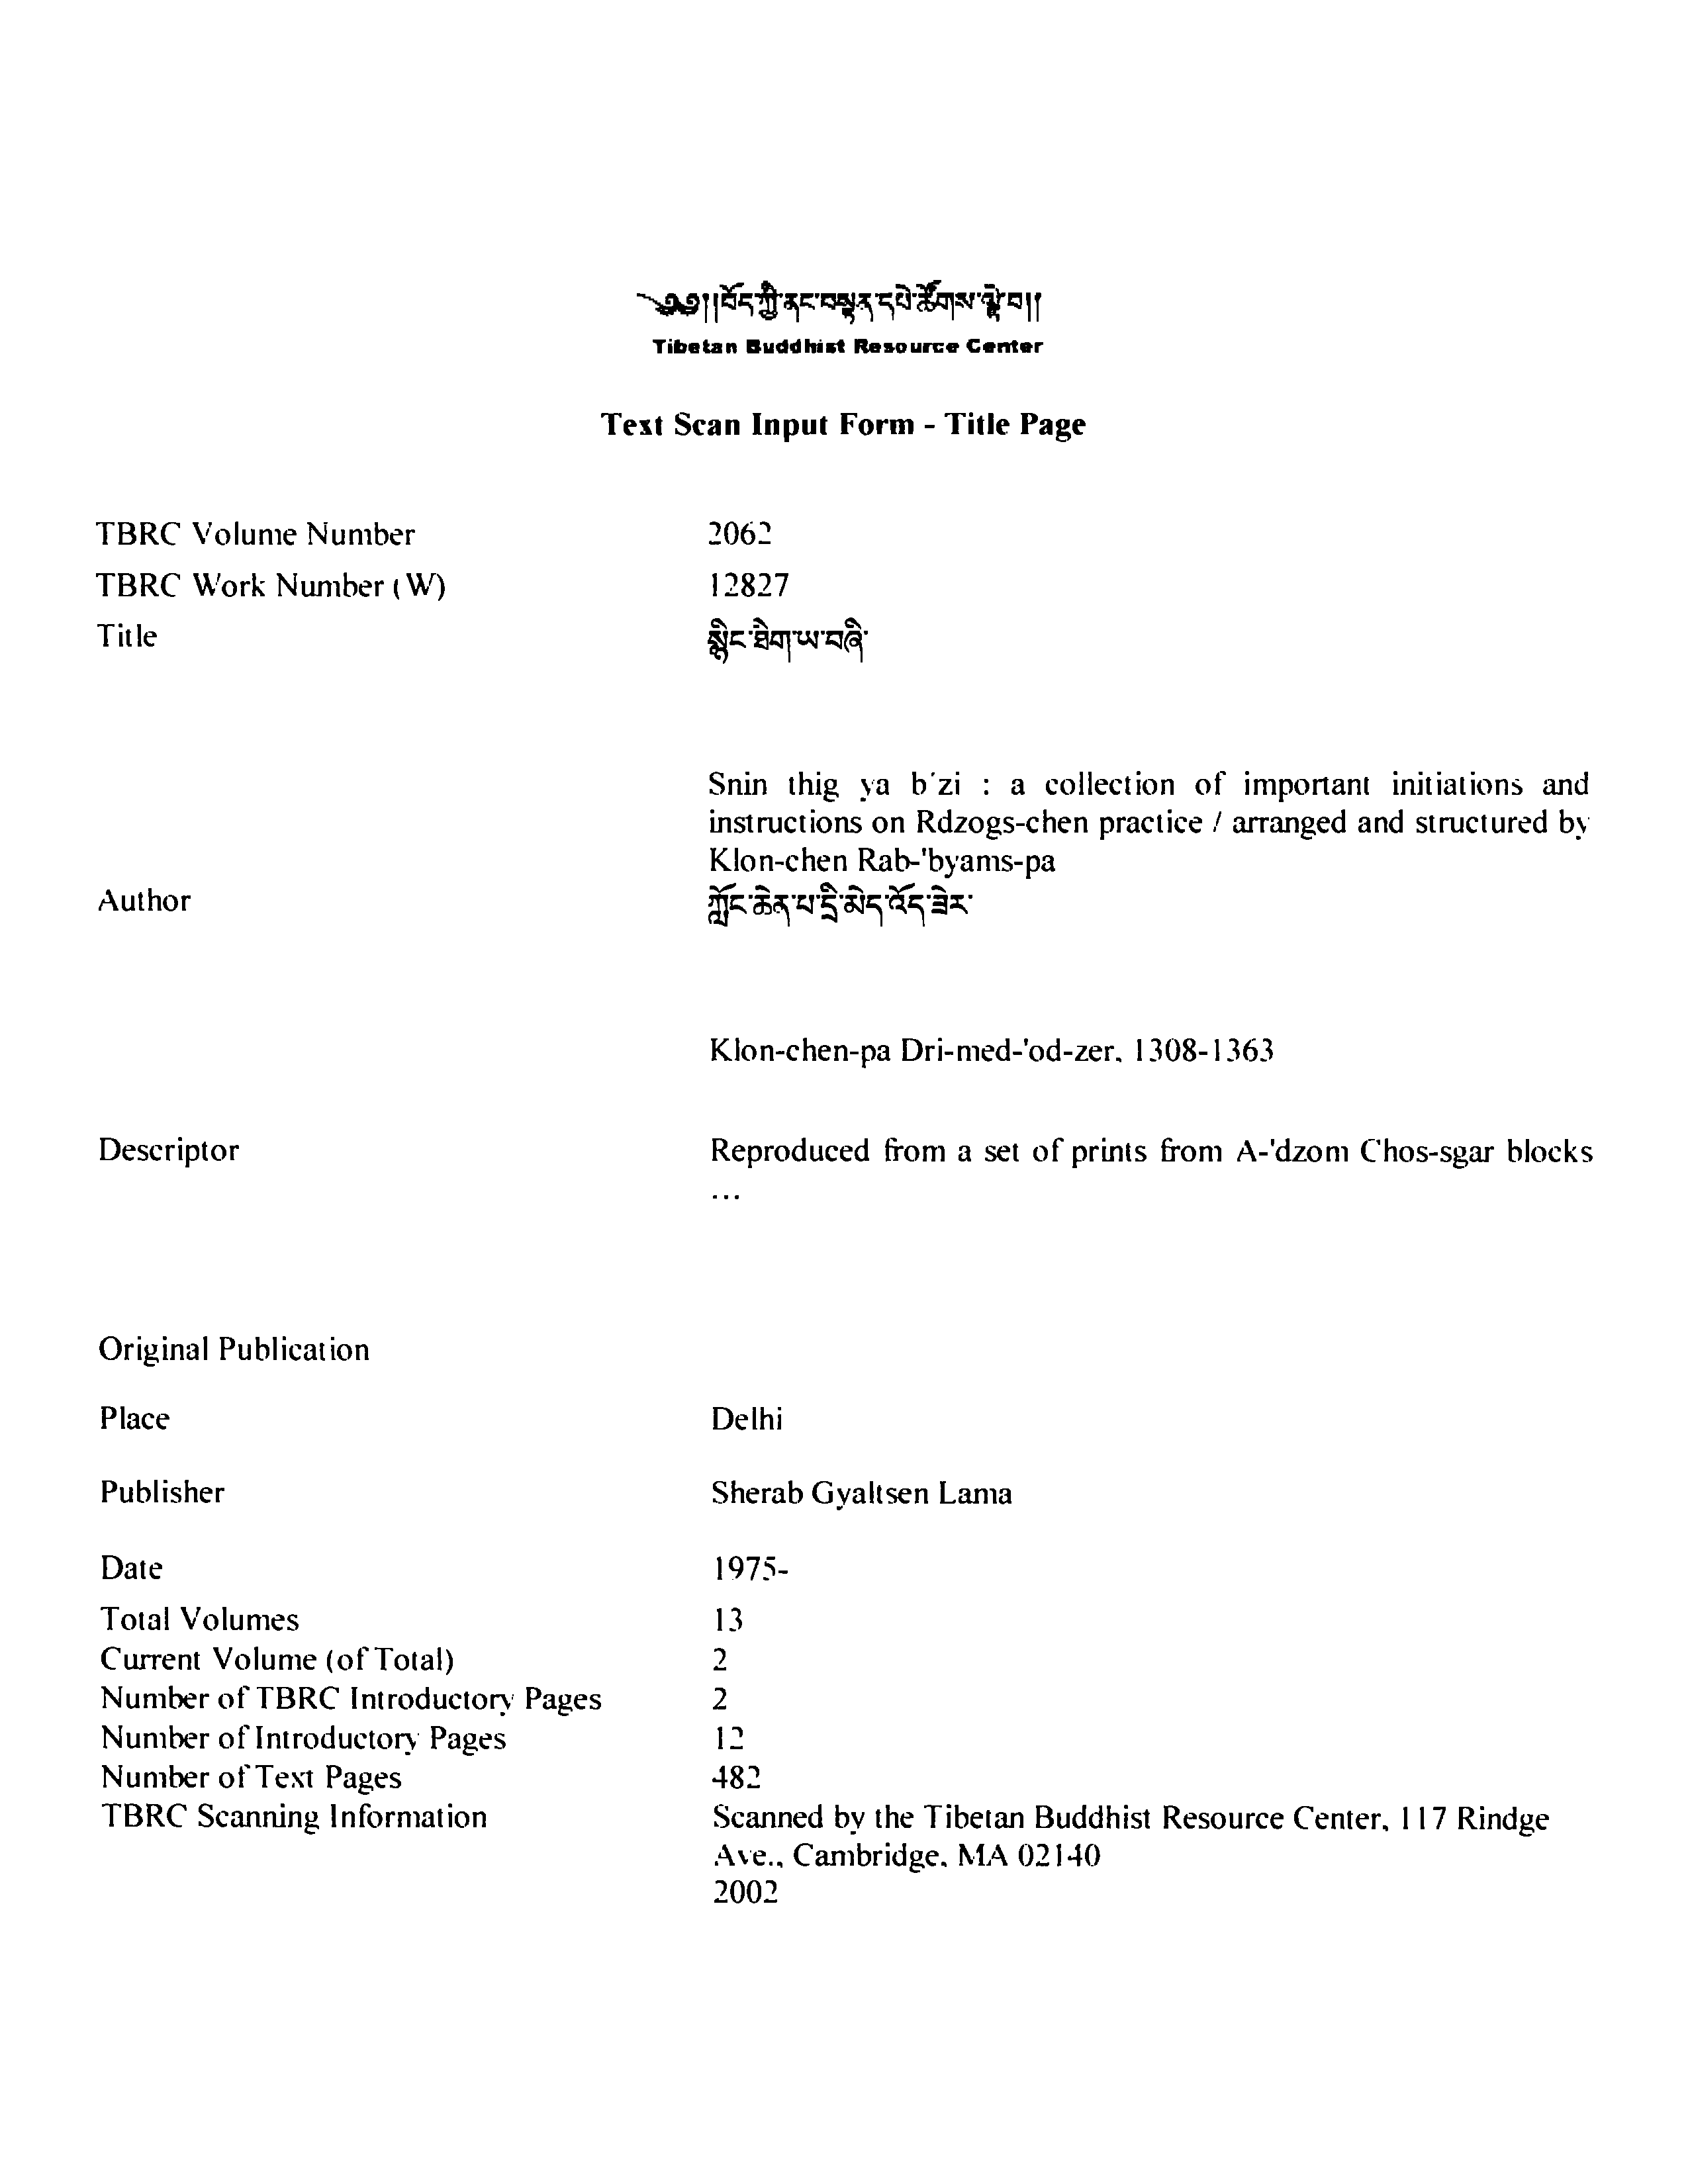 ༄༅།།བོད་ཀྱི་ནང་བསྟན་དཔེ་ཚོགས་ལྟེ་བ།།
Tibetan Buddhist Resource Center
Text Scan Input Form - Title Page
TBRC Volume Number 2062
TBRC Work Number (W) 12827
Title སྙིང་ཐིག་ཡ་བཞི་
Snin thig ya b'zi : a collection of important initiations and
instructions on Rdzogs-chen practice / arranged and structured by
Klon-chen Rab-'byams-pa
Author ཀློང་ཆེན་པ་དྲི་མེད་འོད་ཟེར་
Klon-chen-pa Dri-med-'od-zer, 1308-1363
Descriptor Reproduced from a set of prints from A-'dzom Chos-sgar blocks
...
Original Publication
Place Delhi
Publisher Sherab Gyaltsen Lama
Date 1975-
Total Volumes 13
Current Volume (of Total) 2
Number of TBRC Introductory Pages 2
Number of Introductory Pages 12
Number of Text Pages 482
TBRC Scanning Information Scanned by the Tibetan Buddhist Resource Center, 117 Rindge
Ave., Cambridge, MA 02140
2002